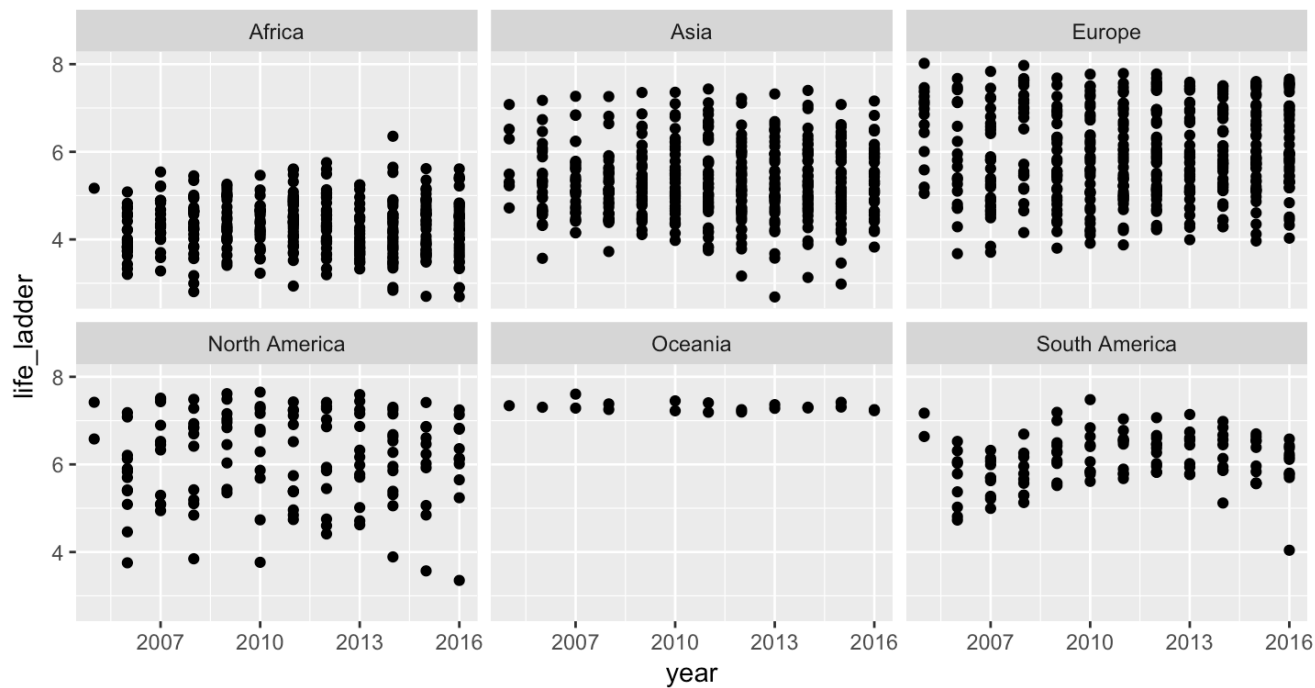 Africa
Asia
Europe
8
6
4
North America
Oceania
South America
8
6
4
life_ladder
2007 2010 2013 2016
2007 2010 2013 2016
2007 2010 2013 2016
year